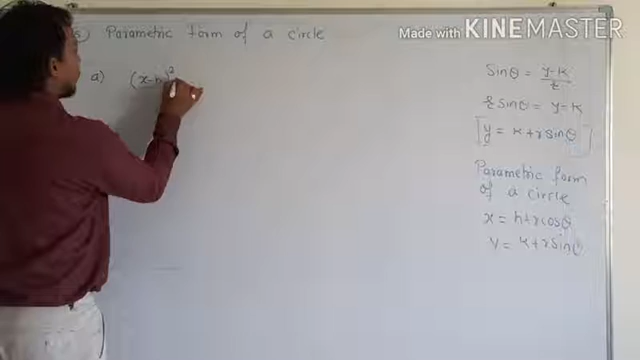 Made with KINEMASTER
) Parametric form of a circle
a) (x-h)²
Sinθ = y-k/r
r sinθ = y-k
[y = k+r sinθ]
Parametric form
of a circle
x = h+r cosθ
y = k+r sinθ